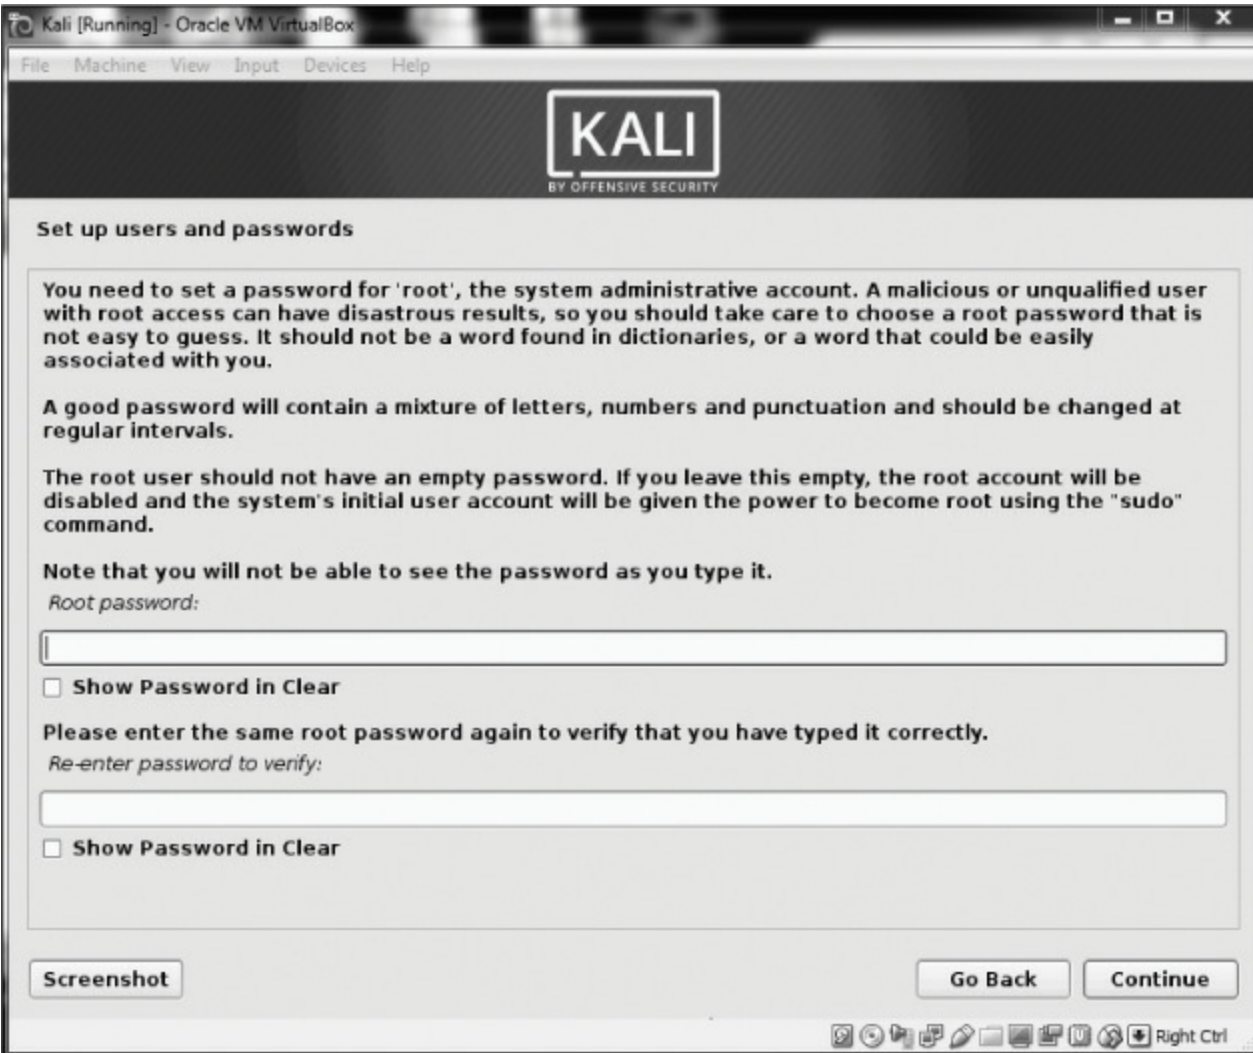 Kali [Running] - Oracle VM VirtualBox
File Machine View Input Devices Help
KALI
BY OFFENSIVE SECURITY
Set up users and passwords
You need to set a password for 'root', the system administrative account. A malicious or unqualified user
with root access can have disastrous results, so you should take care to choose a root password that is
not easy to guess. It should not be a word found in dictionaries, or a word that could be easily
associated with you.
A good password will contain a mixture of letters, numbers and punctuation and should be changed at
regular intervals.
The root user should not have an empty password. If you leave this empty, the root account will be
disabled and the system's initial user account will be given the power to become root using the "sudo"
command.
Note that you will not be able to see the password as you type it.
Root password:
Show Password in Clear
Please enter the same root password again to verify that you have typed it correctly.
Re-enter password to verify:
Show Password in Clear
Screenshot
Go Back
Continue
Right Ctrl